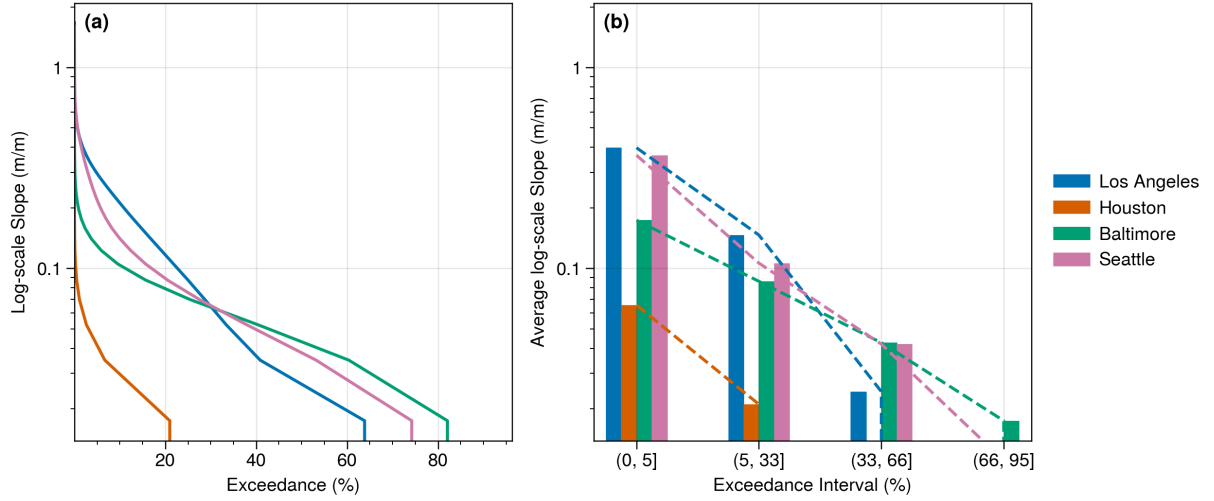 (a)
Log-scale Slope (m/m)
1
0.1
20
40
60
80
Exceedance (%)
(b)
Average log-scale Slope (m/m)
1
0.1
(0, 5]
(5, 33]
(33, 66]
(66, 95]
Exceedance Interval (%)
Los Angeles
Houston
Baltimore
Seattle